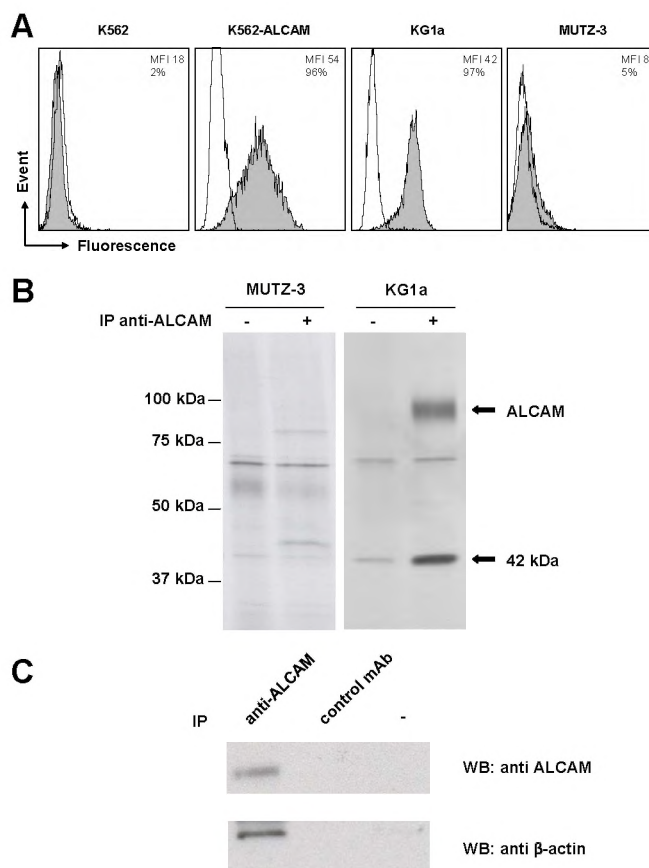 A
K562 K562-ALCAM KG1a MUTZ-3
MFI 18 MFI 54 MFI 42 MFI 8
2% 96% 97% 5%
Event
Fluorescence
B
MUTZ-3 KG1a
IP anti-ALCAM - + - +
100 kDa
ALCAM
75 kDa
50 kDa
42 kDa
37 kDa
C
IP anti-ALCAM control mAb -
WB: anti ALCAM
WB: anti β-actin